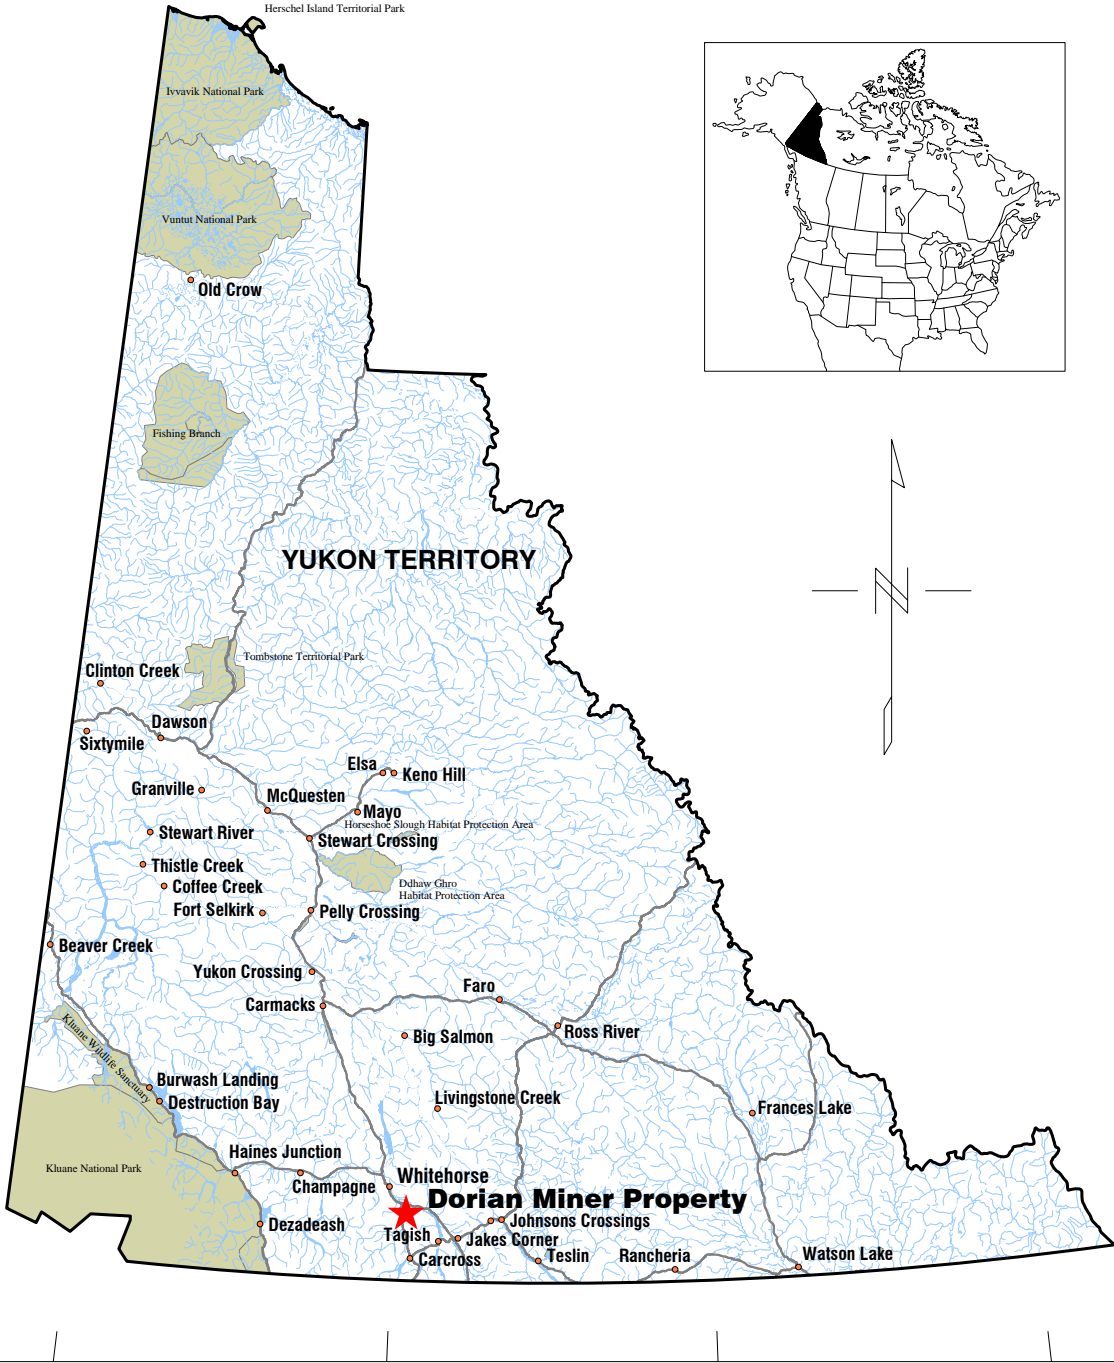 Herschel Island Territorial Park
Ivvavik National Park
Vuntut National Park
Old Crow
Fishing Branch
YUKON TERRITORY
N
Tombstone Territorial Park
Clinton Creek
Dawson
Sixtymile
Elsa
Keno Hill
Granville
McQuesten
Mayo
Horseshoe Slough Habitat Protection Area
Stewart River
Stewart Crossing
Thistle Creek
Coffee Creek
Ddhaw Ghro
Habitat Protection Area
Fort Selkirk
Pelly Crossing
Beaver Creek
Yukon Crossing
Faro
Carmacks
Ross River
Big Salmon
Kluane Wildlife Sanctuary
Burwash Landing
Destruction Bay
Livingstone Creek
Frances Lake
Haines Junction
Kluane National Park
Whitehorse
Champagne
Dorian Miner Property
Dezadeash
Johnsons Crossings
Tagish
Jakes Corner
Carcross
Teslin
Rancheria
Watson Lake